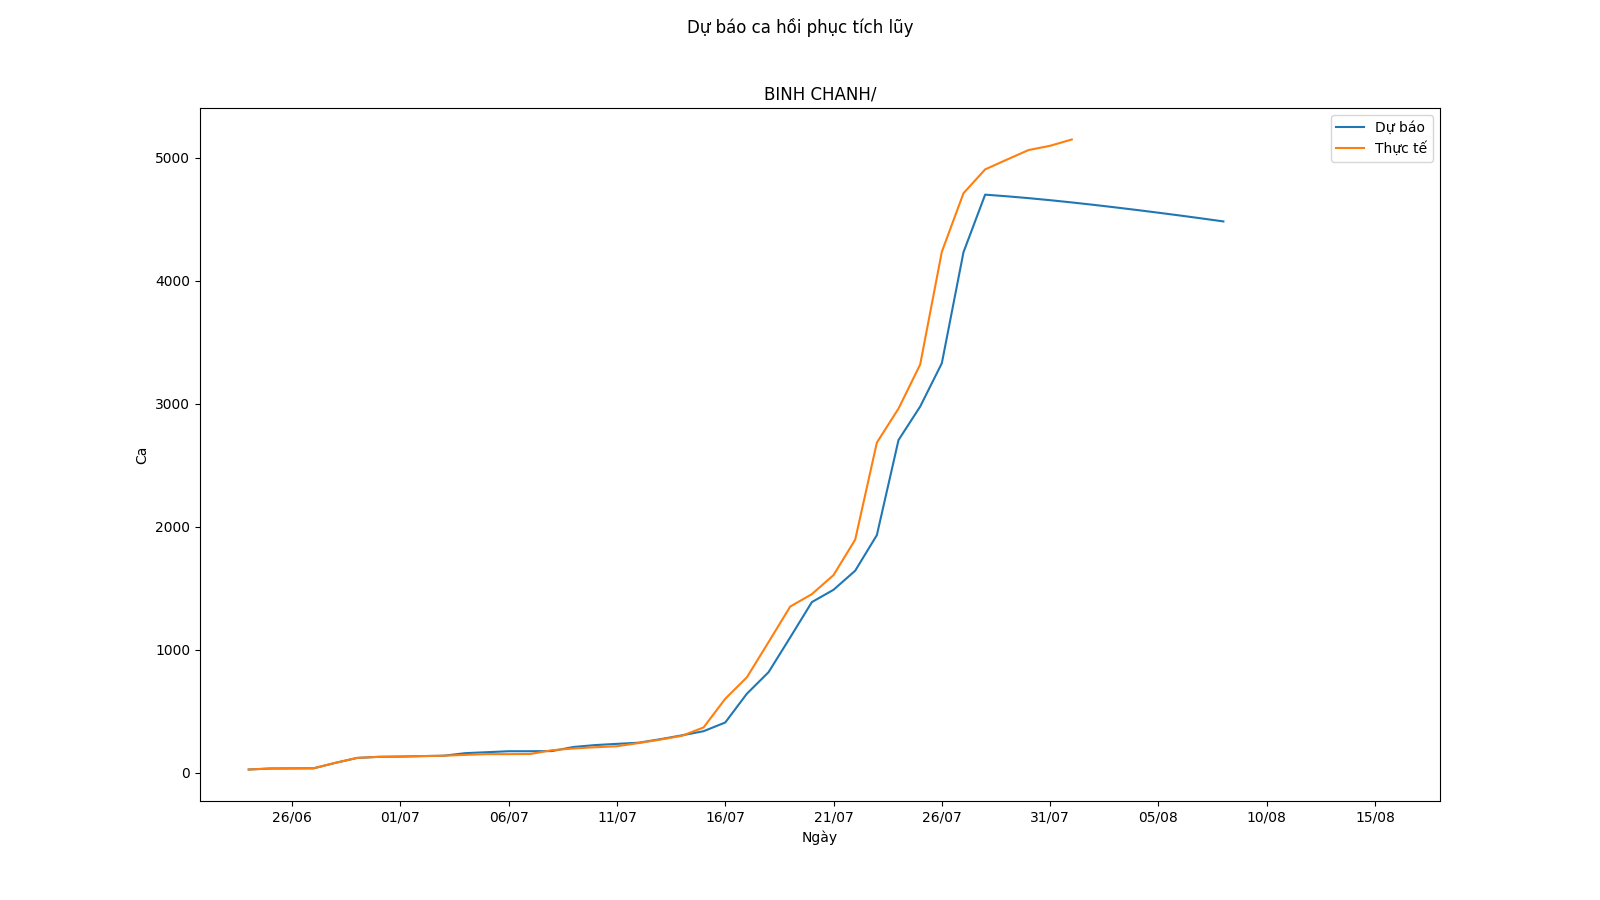 Dự báo ca hồi phục tích lũy
BINH CHANH/
Dự báo
Thực tế
5000
4000
3000
2000
1000
0
Ca
26/06 01/07 06/07 11/07 16/07 21/07 26/07 31/07 05/08 10/08 15/08
Ngày